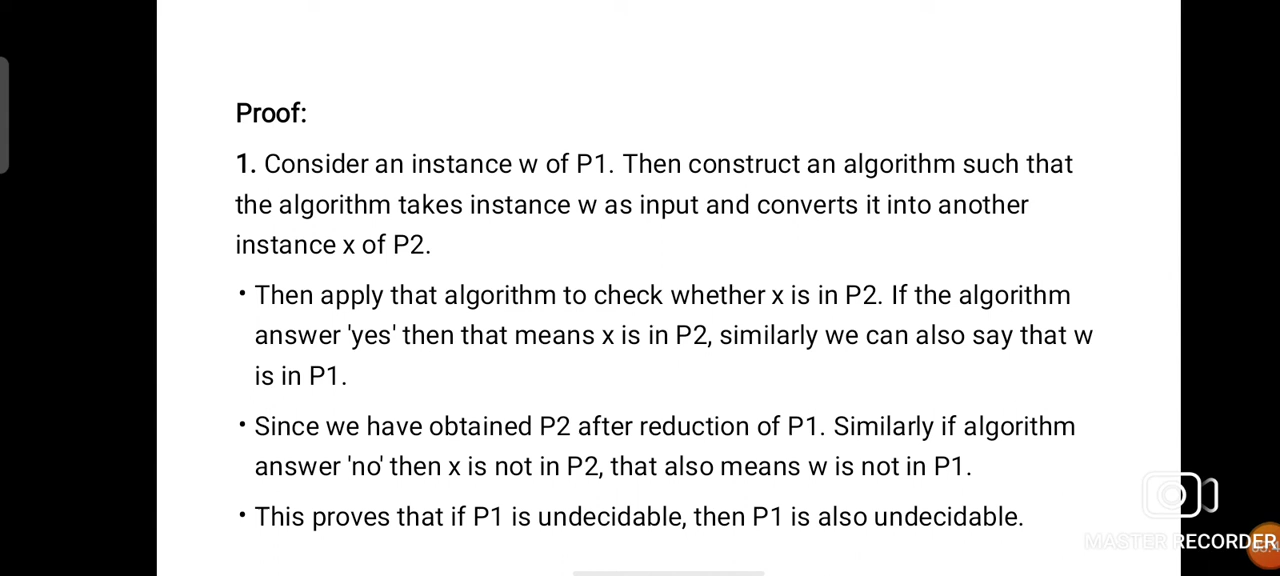 Proof:
1. Consider an instance w of P1. Then construct an algorithm such that
the algorithm takes instance w as input and converts it into another
instance x of P2.
• Then apply that algorithm to check whether x is in P2. If the algorithm
answer 'yes' then that means x is in P2, similarly we can also say that w
is in P1.
• Since we have obtained P2 after reduction of P1. Similarly if algorithm
answer 'no' then x is not in P2, that also means w is not in P1.
• This proves that if P1 is undecidable, then P1 is also undecidable.
MASTER RECORDER